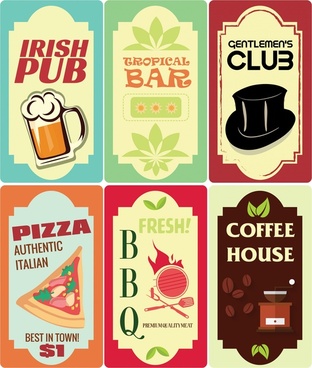 IRISH
PUB
TROPICAL
BAR
GENTLEMEN'S
CLUB
PIZZA
AUTHENTIC
ITALIAN
BEST IN TOWN!
$1
FRESH!
B
B
Q
PREMIUM QUALITY MEAT
COFFEE
HOUSE